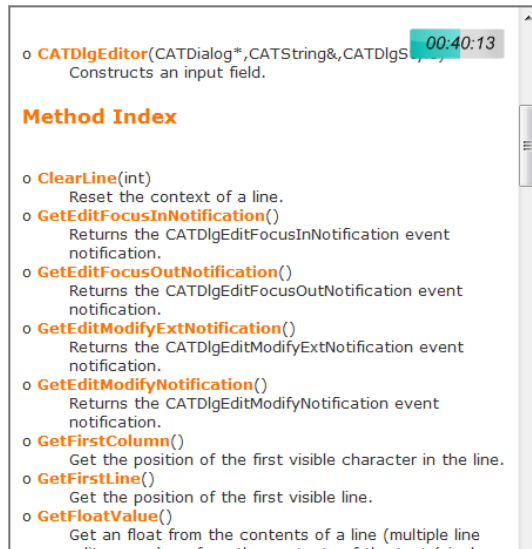 o CATDlgEditor(CATDialog*,CATString&,CATDlgS
00:40:13
Constructs an input field.
Method Index
o ClearLine(int)
Reset the context of a line.
o GetEditFocusInNotification()
Returns the CATDlgEditFocusInNotification event
notification.
o GetEditFocusOutNotification()
Returns the CATDlgEditFocusOutNotification event
notification.
o GetEditModifyExtNotification()
Returns the CATDlgEditModifyExtNotification event
notification.
o GetEditModifyNotification()
Returns the CATDlgEditModifyNotification event
notification.
o GetFirstColumn()
Get the position of the first visible character in the line.
o GetFirstLine()
Get the position of the first visible line.
o GetFloatValue()
Get an float from the contents of a line (multiple line